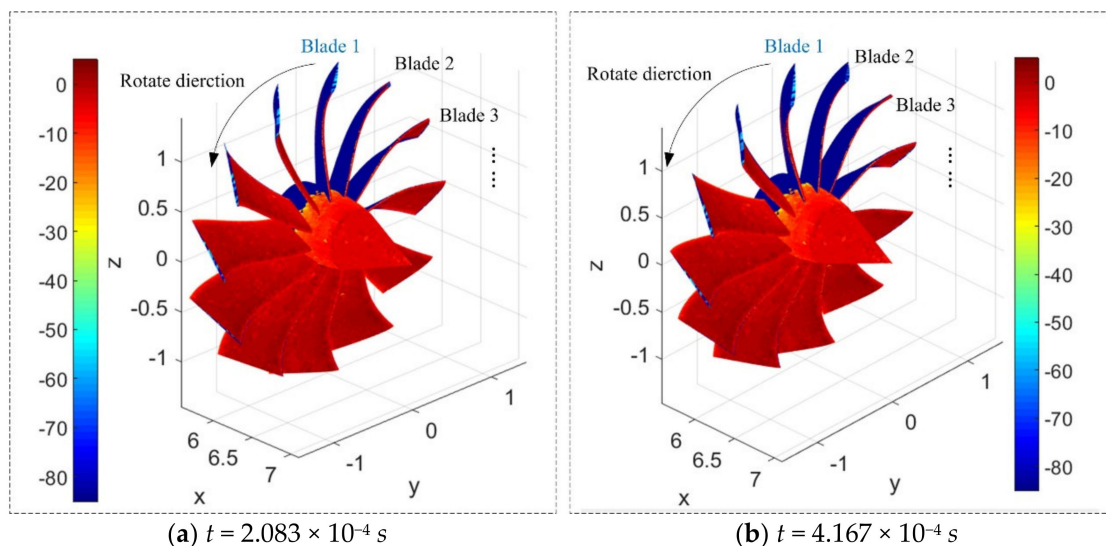 Blade 1
Blade 2
Blade 3
Rotate dierction
0
-10
-20
-30
-40
-50
-60
-70
-80
1
0.5
0
-0.5
-1
z
6
6.5
7
x
-1
0
1
y
(a) t = 2.083 × 10⁻⁴ s
Blade 1
Blade 2
Blade 3
Rotate dierction
1
0.5
0
-0.5
-1
z
6
6.5
7
x
-1
0
1
y
0
-10
-20
-30
-40
-50
-60
-70
-80
(b) t = 4.167 × 10⁻⁴ s